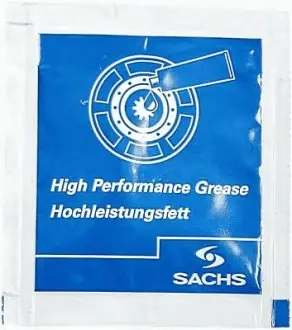 High Performance Grease
Hochleistungsfett
SACHS